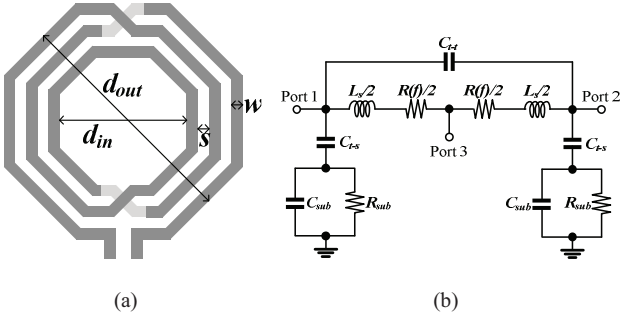 d_out
w
d_in
s
(a)
C_t-t
Port 1
L_s/2
R(f)/2
R(f)/2
L_s/2
Port 2
C_t-s
Port 3
C_t-s
C_sub
R_sub
C_sub
R_sub
(b)